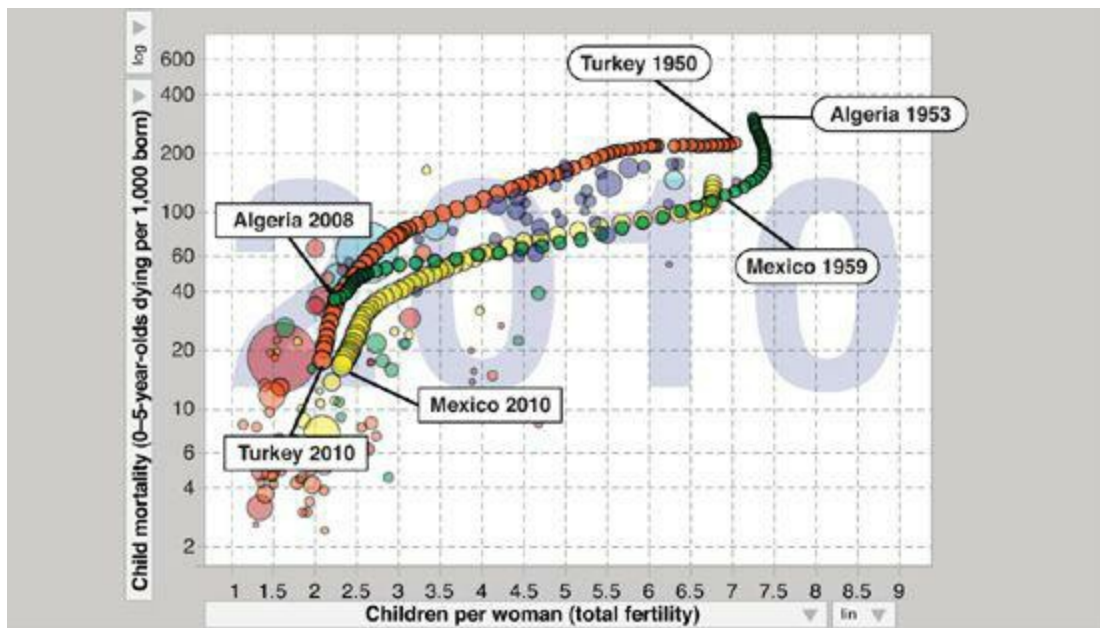 log
Child mortality (0–5-year-olds dying per 1,000 born)
600
400
200
100
60
40
20
10
6
4
2
2010
Turkey 1950
Algeria 1953
Algeria 2008
Mexico 1959
Mexico 2010
Turkey 2010
1 1.5 2 2.5 3 3.5 4 4.5 5 5.5 6 6.5 7 7.5 8 8.5 9
Children per woman (total fertility)
lin